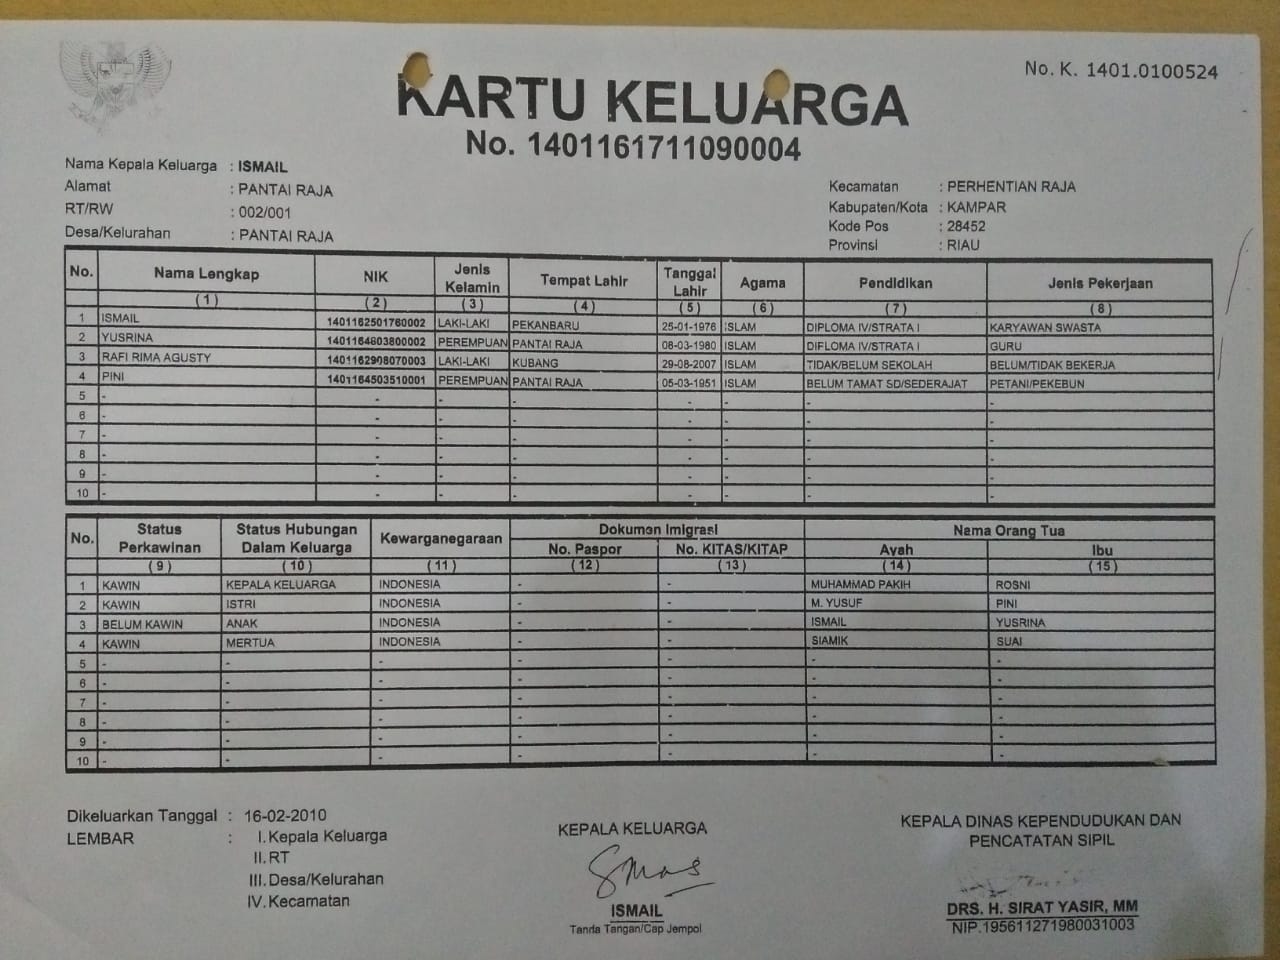 No. K. 1401.0100524
KARTU KELUARGA
No. 1401161711090004
Nama Kepala Keluarga : ISMAIL
Alamat : PANTAI RAJA
RT/RW : 002/001
Desa/Kelurahan : PANTAI RAJA
Kecamatan : PERHENTIAN RAJA
Kabupaten/Kota : KAMPAR
Kode Pos : 28452
Provinsi : RIAU
No. Nama Lengkap NIK Jenis Kelamin Tempat Lahir Tanggal Lahir Agama Pendidikan Jenis Pekerjaan
(1) (2) (3) (4) (5) (6) (7) (8)
1 ISMAIL 1401162501760002 LAKI-LAKI PEKANBARU 25-01-1976 ISLAM DIPLOMA IV/STRATA I KARYAWAN SWASTA
2 YUSRINA 1401164803800002 PEREMPUAN PANTAI RAJA 08-03-1980 ISLAM DIPLOMA IV/STRATA I GURU
3 RAFI RIMA AGUSTY 1401162908070003 LAKI-LAKI KUBANG 29-08-2007 ISLAM TIDAK/BELUM SEKOLAH BELUM/TIDAK BEKERJA
4 PINI 1401164503510001 PEREMPUAN PANTAI RAJA 05-03-1951 ISLAM BELUM TAMAT SD/SEDERAJAT PETANI/PEKEBUN
5 - - - - - - - -
6 - - - - - - - -
7 - - - - - - - -
8 - - - - - - - -
9 - - - - - - - -
10 - - - - - - - -
No. Status Perkawinan Status Hubungan Dalam Keluarga Kewarganegaraan Dokumen Imigrasi Nama Orang Tua
No. Paspor No. KITAS/KITAP Ayah Ibu
(9) (10) (11) (12) (13) (14) (15)
1 KAWIN KEPALA KELUARGA INDONESIA - - MUHAMMAD PAKIH ROSNI
2 KAWIN ISTRI INDONESIA - - M. YUSUF PINI
3 BELUM KAWIN ANAK INDONESIA - - ISMAIL YUSRINA
4 KAWIN MERTUA INDONESIA - - SIAMIK SUAI
5 - - - - - - -
6 - - - - - - -
7 - - - - - - -
8 - - - - - - -
9 - - - - - - -
10 - - - - - - -
Dikeluarkan Tanggal : 16-02-2010
LEMBAR : I. Kepala Keluarga
II. RT
III. Desa/Kelurahan
IV. Kecamatan
KEPALA KELUARGA
ISMAIL
Tanda Tangan/Cap Jempol
KEPALA DINAS KEPENDUDUKAN DAN
PENCATATAN SIPIL
DRS. H. SIRAT YASIR, MM
NIP.195611271980031003